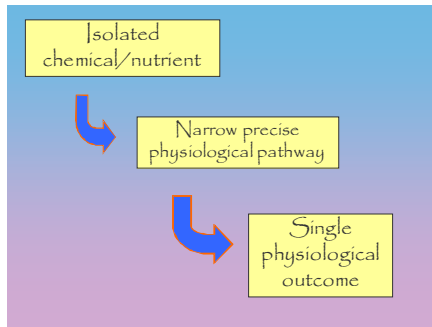 Isolated
chemical/nutrient
Narrow precise
physiological pathway
Single
physiological
outcome